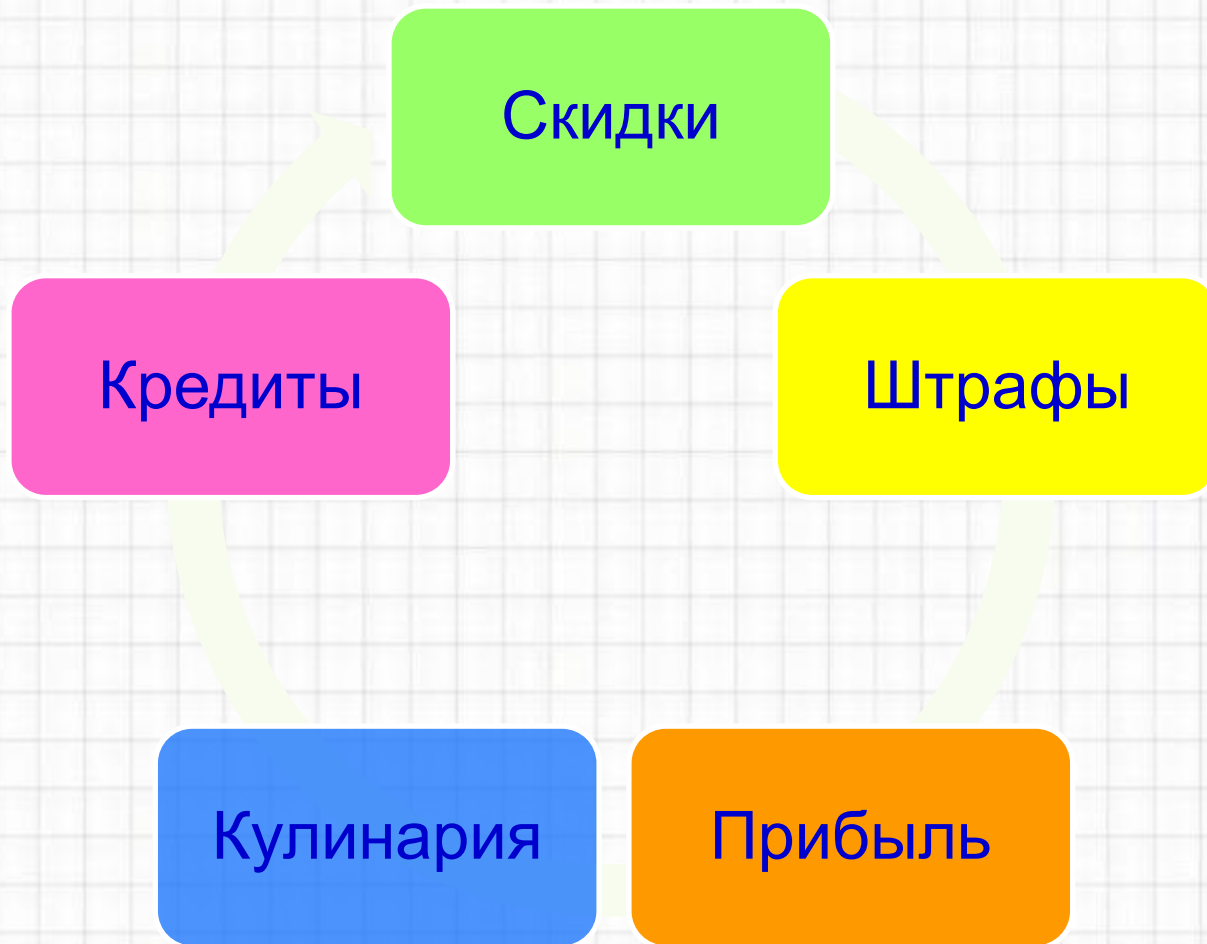 Скидки
Кредиты
Штрафы
Кулинария
Прибыль